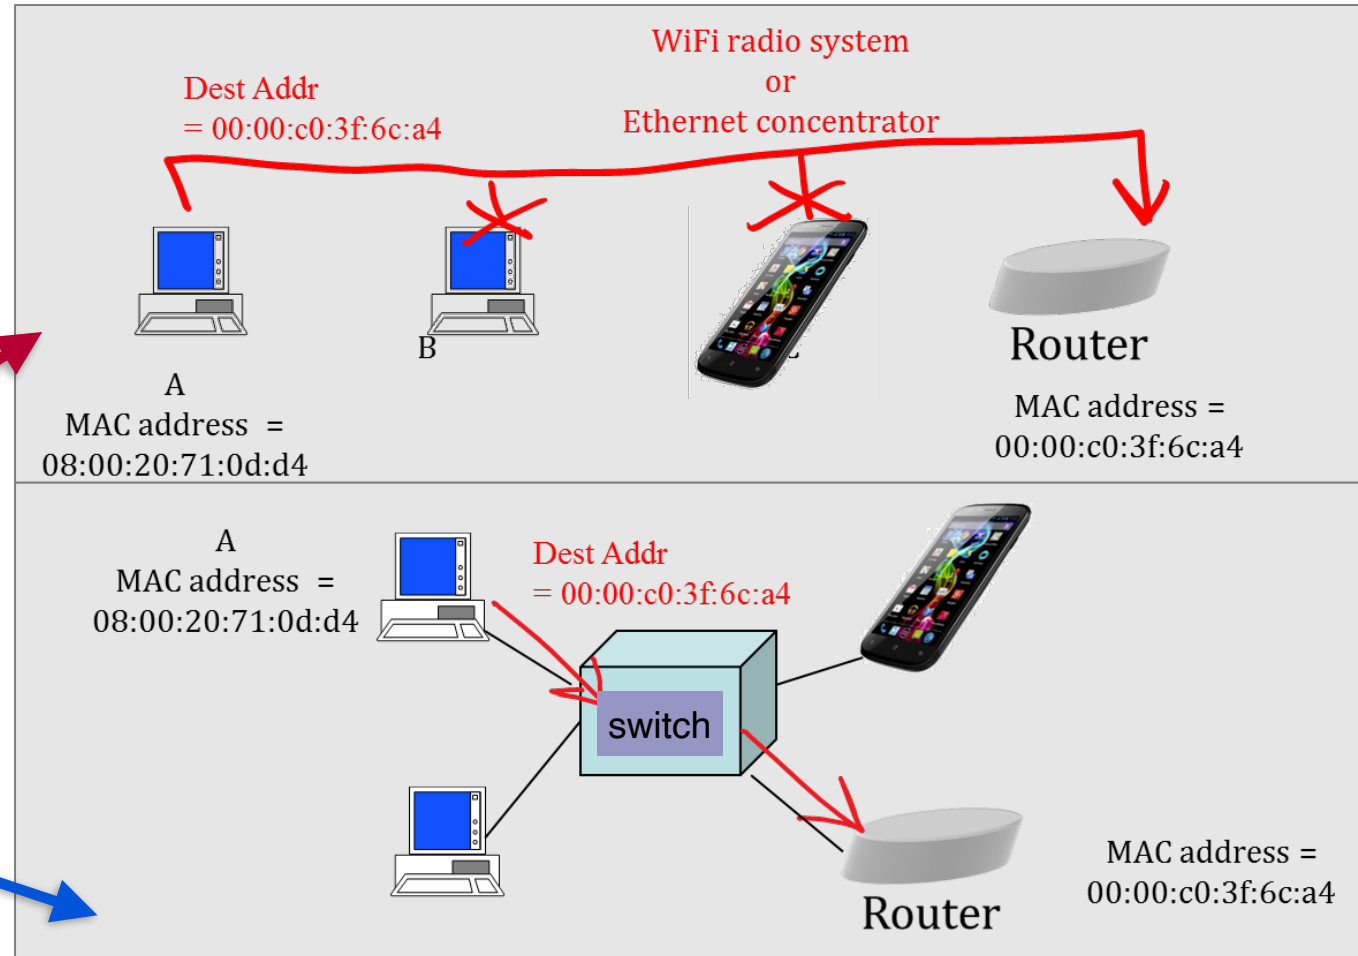 WiFi radio system
or
Ethernet concentrator
Dest Addr
= 00:00:c0:3f:6c:a4
B
Router
A
MAC address =
08:00:20:71:0d:d4
MAC address =
00:00:c0:3f:6c:a4
A
MAC address =
08:00:20:71:0d:d4
Dest Addr
= 00:00:c0:3f:6c:a4
switch
Router
MAC address =
00:00:c0:3f:6c:a4